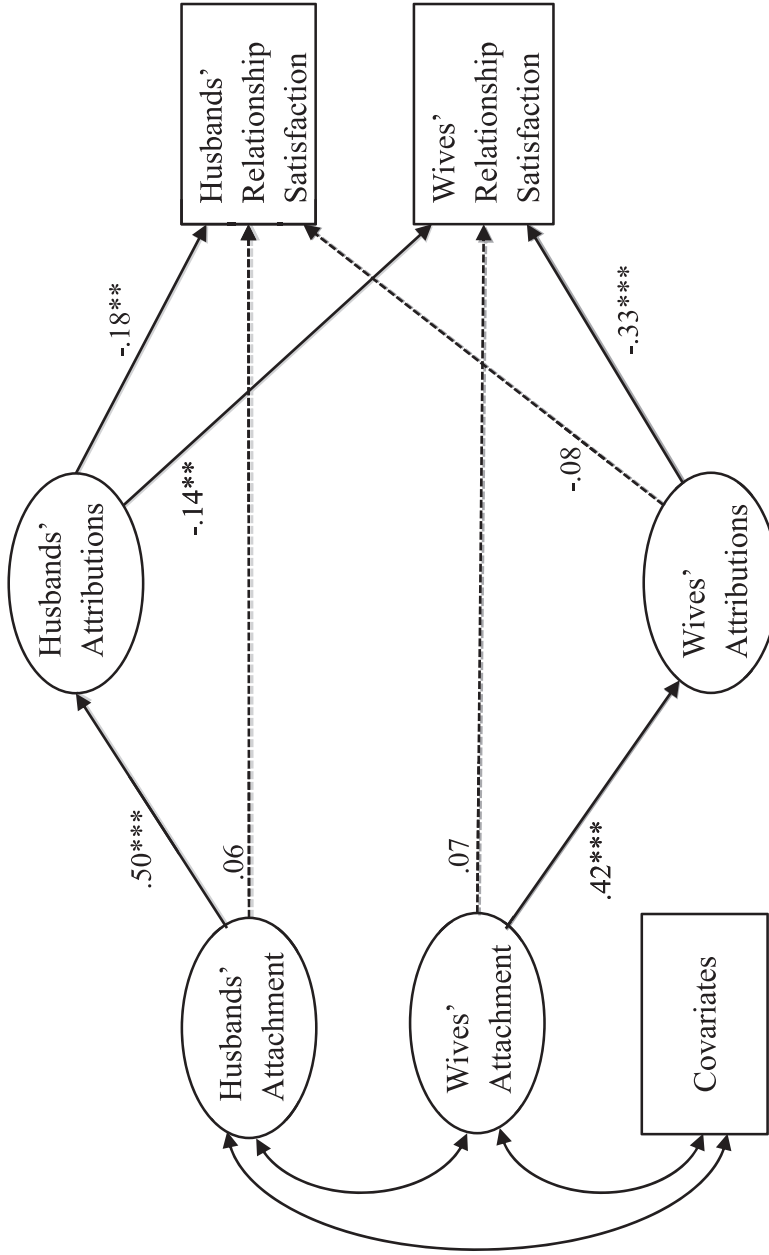 Husbands'
Attachment
Wives'
Attachment
Covariates
.50***
.06
.07
.42***
Husbands'
Attributions
Wives'
Attributions
-.18**
-.14**
-.08
-.33***
Husbands'
Relationship
Satisfaction
Wives'
Relationship
Satisfaction